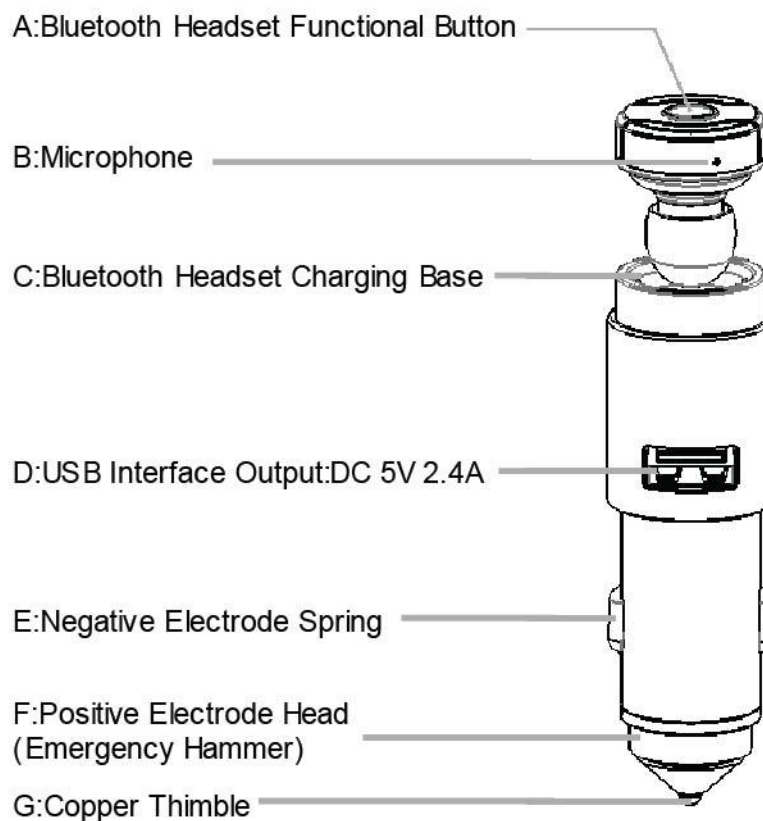 A:Bluetooth Headset Functional Button
B:Microphone
C:Bluetooth Headset Charging Base
D:USB Interface Output:DC 5V 2.4A
E:Negative Electrode Spring
F:Positive Electrode Head
(Emergency Hammer)
G:Copper Thimble